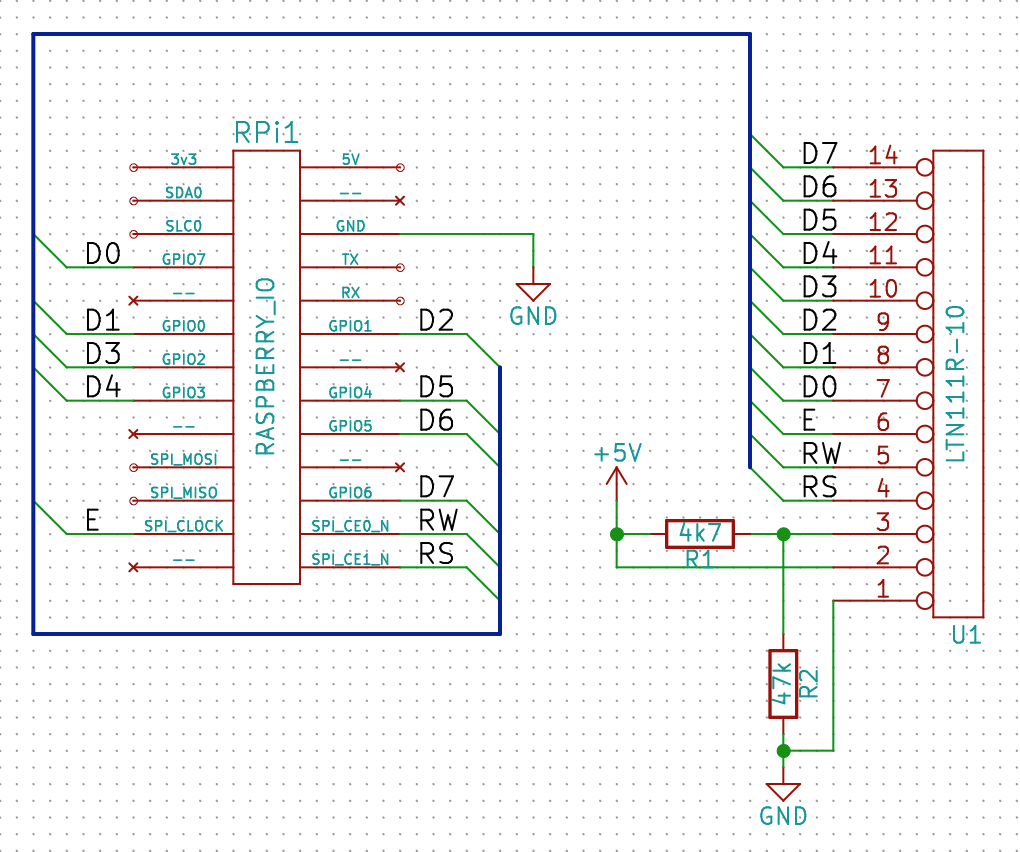 RPi1
3v3
5V
SDA0
--
SLC0
GND
D0
GPIO7
TX
--
RX
D1
GPIO0
GPIO1
D2
D3
GPIO2
--
D4
GPIO3
GPIO4
D5
--
GPIO5
D6
SPI_MOSI
--
SPI_MISO
GPIO6
D7
E
SPI_CLOCK
SPI_CE0_N
RW
--
SPI_CE1_N
RS
RASPBERRY_IO
GND
+5V
4k7
R1
47k
R2
GND
D7 14
D6 13
D5 12
D4 11
D3 10
D2 9
D1 8
D0 7
E 6
RW 5
RS 4
3
2
1
LTN111R-10
U1